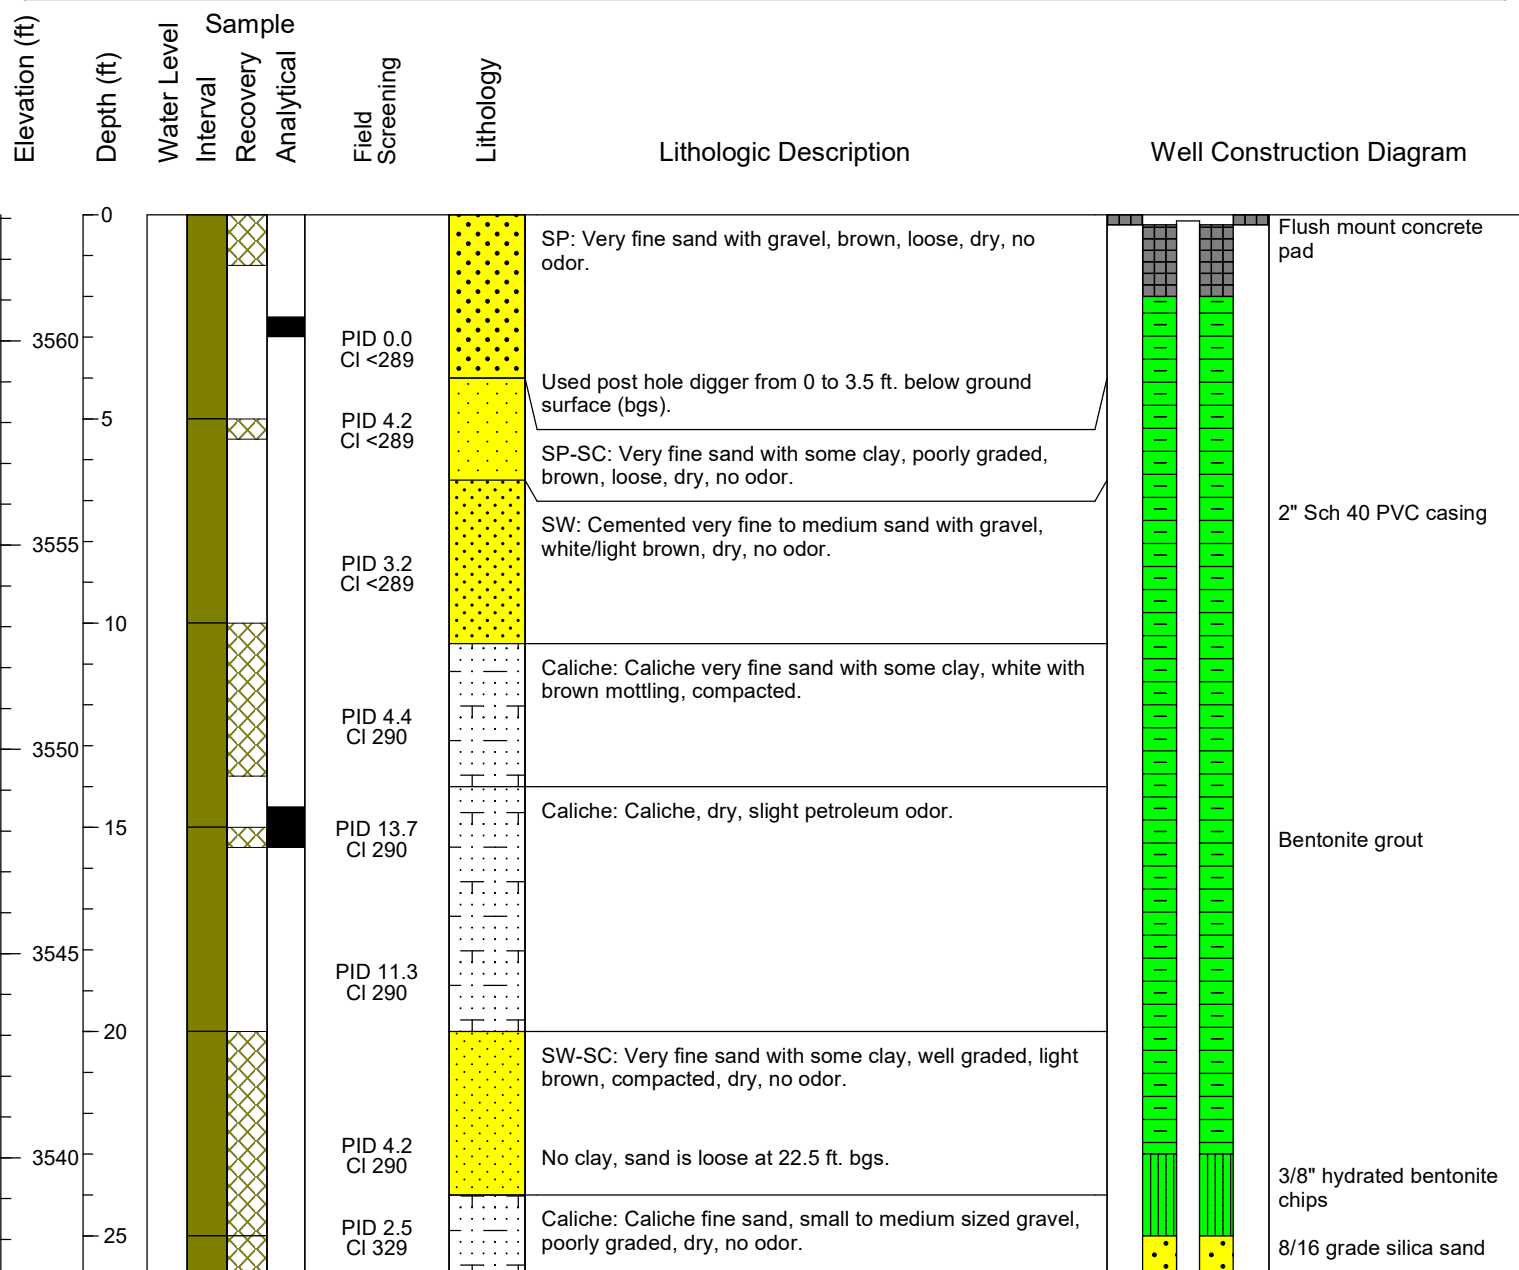 Elevation (ft)
Depth (ft)
Water Level
Sample
Interval
Recovery
Analytical
Field
Screening
Lithology
Lithologic Description
Well Construction Diagram
0
SP: Very fine sand with gravel, brown, loose, dry, no
odor.
Flush mount concrete
pad
3560
PID 0.0
Cl <289
Used post hole digger from 0 to 3.5 ft. below ground
surface (bgs).
5
PID 4.2
Cl <289
SP-SC: Very fine sand with some clay, poorly graded,
brown, loose, dry, no odor.
2" Sch 40 PVC casing
SW: Cemented very fine to medium sand with gravel,
white/light brown, dry, no odor.
3555
PID 3.2
Cl <289
10
Caliche: Caliche very fine sand with some clay, white with
brown mottling, compacted.
PID 4.4
Cl 290
3550
Caliche: Caliche, dry, slight petroleum odor.
15
PID 13.7
Cl 290
Bentonite grout
3545
PID 11.3
Cl 290
20
SW-SC: Very fine sand with some clay, well graded, light
brown, compacted, dry, no odor.
3540
PID 4.2
Cl 290
No clay, sand is loose at 22.5 ft. bgs.
3/8" hydrated bentonite
chips
25
PID 2.5
Cl 329
Caliche: Caliche fine sand, small to medium sized gravel,
poorly graded, dry, no odor.
8/16 grade silica sand